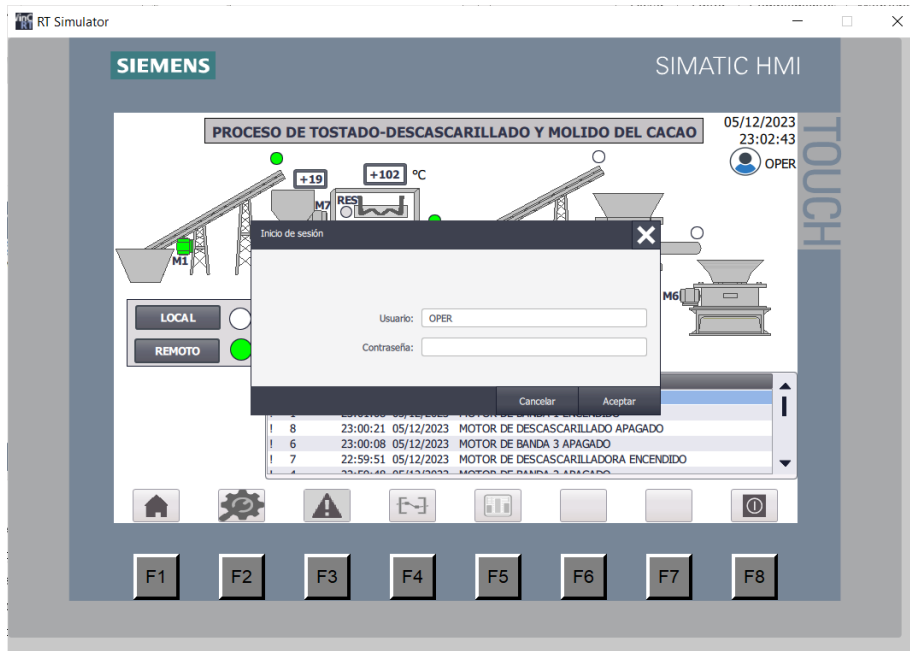 RT Simulator
SIEMENS
SIMATIC HMI
TOUCH
PROCESO DE TOSTADO-DESCASCARILLADO Y MOLIDO DEL CACAO
05/12/2023
23:02:43
OPER
+19
+102 °C
M7
RES
M1
M6
Inicio de sesión
Usuario: OPER
Contraseña:
Cancelar Aceptar
LOCAL
REMOTO
! 8 23:00:21 05/12/2023 MOTOR DE DESCASCARILLADO APAGADO
! 6 23:00:08 05/12/2023 MOTOR DE BANDA 3 APAGADO
! 7 22:59:51 05/12/2023 MOTOR DE DESCASCARILLADORA ENCENDIDO
F1 F2 F3 F4 F5 F6 F7 F8